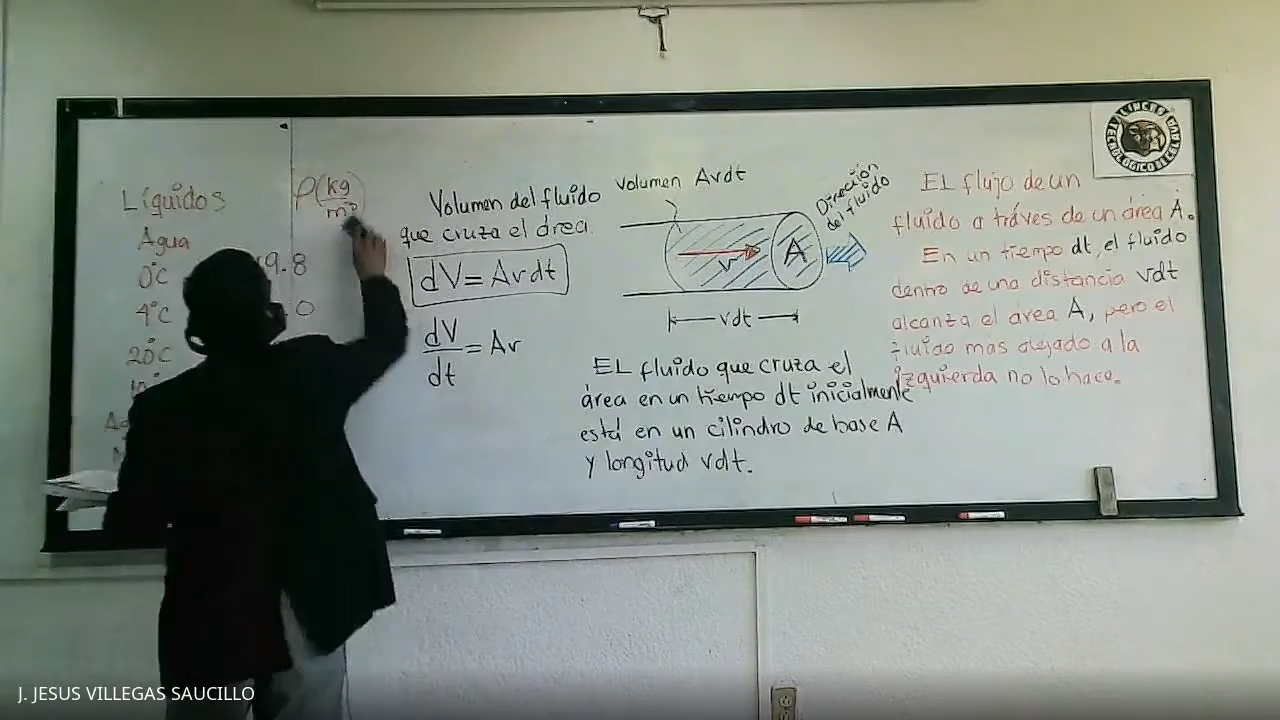 Líquidos
ρ(kg/m³)
Agua
0°C
9.8
4°C
0
20°C
Volumen del fluido
que cruza el área.
dV=Avdt
dV/dt=Av
Volumen Avdt
Dirección
del fluido
v
A
vdt
EL fluido que cruza el
área en un tiempo dt inicialmente
está en un cilindro de base A
y longitud vdt.
EL flujo de un
fluido a tráves de un área A.
En un tiempo dt, el fluido
dentro de una distancia vdt
alcanza el área A, pero el
fluido mas alejado a la
izquierda no lo hace.
J. JESUS VILLEGAS SAUCILLO